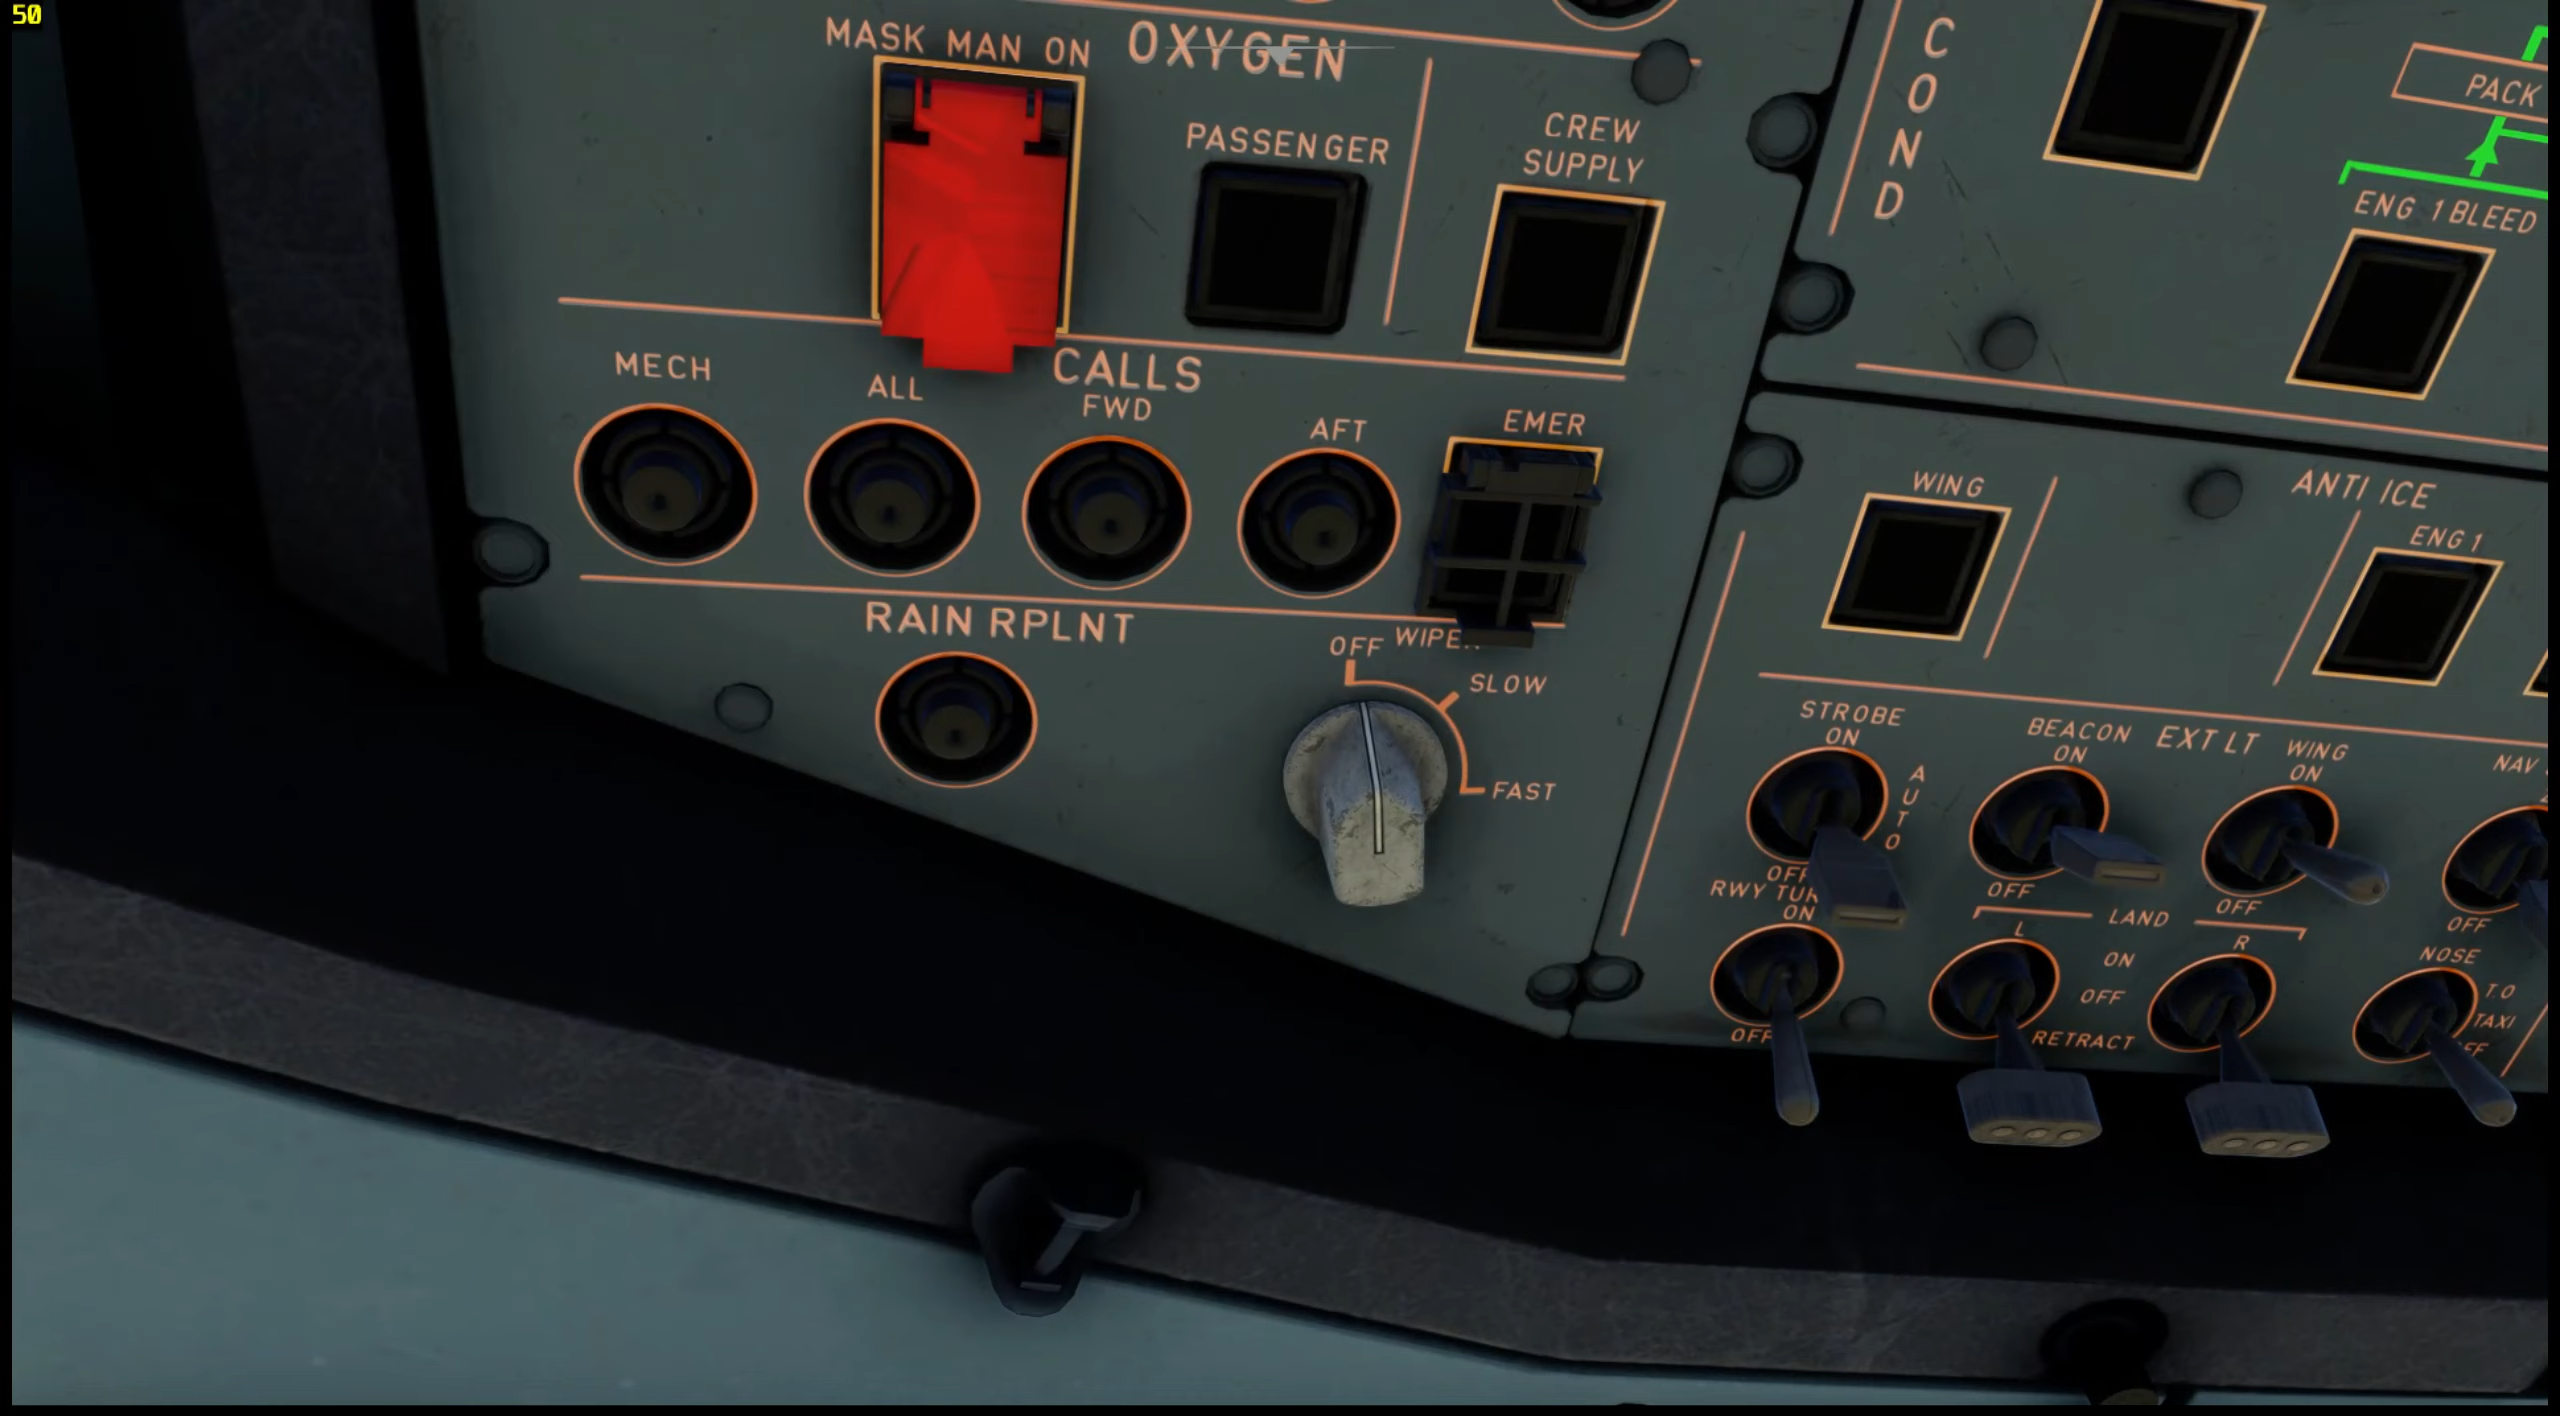 50
MASK MAN ON
OXYGEN
PASSENGER
CREW
SUPPLY
COND
PACK
ENG 1 BLEED
MECH
ALL
CALLS
FWD
AFT
EMER
WING
ANTI ICE
ENG 1
RAIN RPLNT
OFF
SLOW
FAST
STROBE
ON
AUTO
BEACON
ON
EXT LT
WING
ON
NAV
OFF
OFF
OFF
RWY
ON
OFF
LAND
L
R
ON
OFF
RETRACT
NOSE
T.O
TAXI
OFF